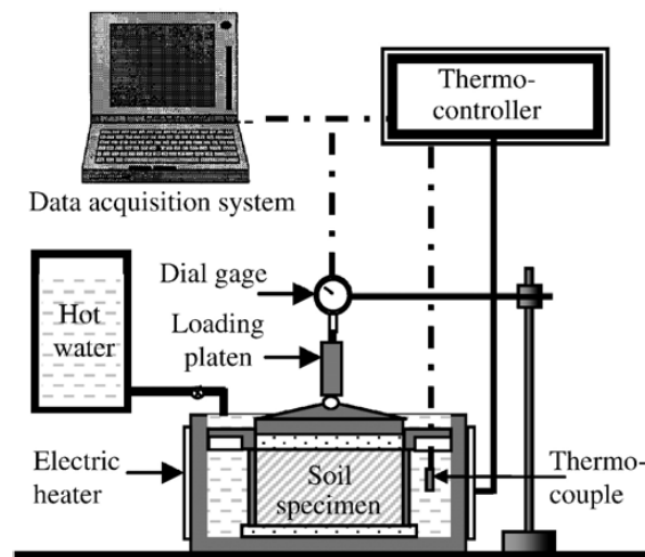 Thermo-
controller
Data acquisition system
Dial gage
Hot
water
Loading
platen
Electric
heater
Soil
specimen
Thermo-
couple